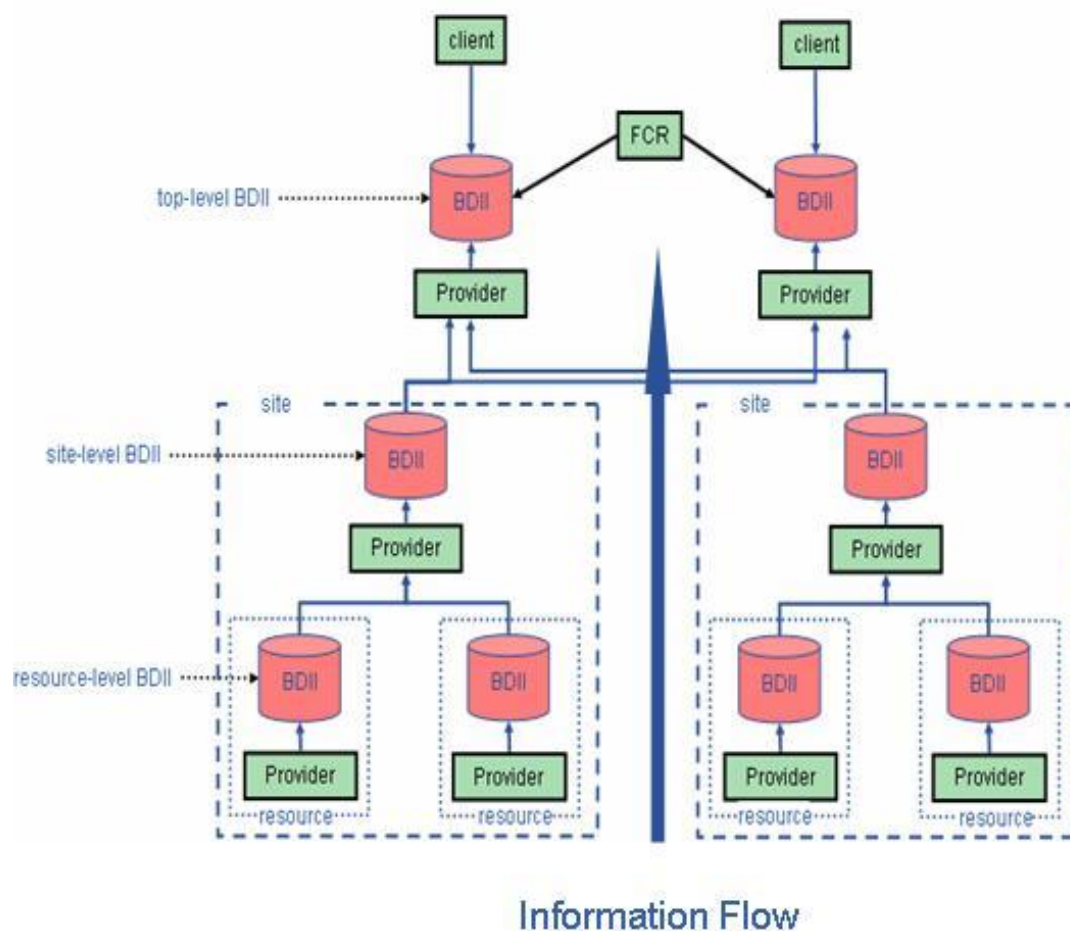 client
client
FCR
top-level BDII
BDII
BDII
Provider
Provider
site
site
site-level BDII
BDII
BDII
Provider
Provider
resource-level BDII
BDII
BDII
BDII
BDII
Provider
Provider
Provider
Provider
resource
resource
resource
resource
Information Flow